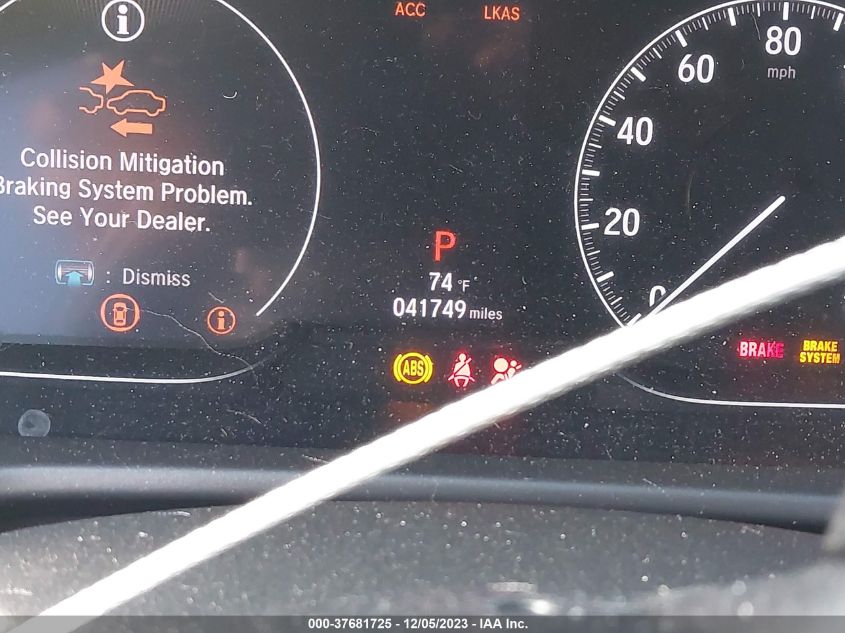 ACC
LKAS
Collision Mitigation
Braking System Problem.
See Your Dealer.
: Dismiss
P
74 °F
041749 miles
80
mph
60
40
20
0
ABS
BRAKE
BRAKE
SYSTEM
000-37681725 - 12/05/2023 - IAA Inc.